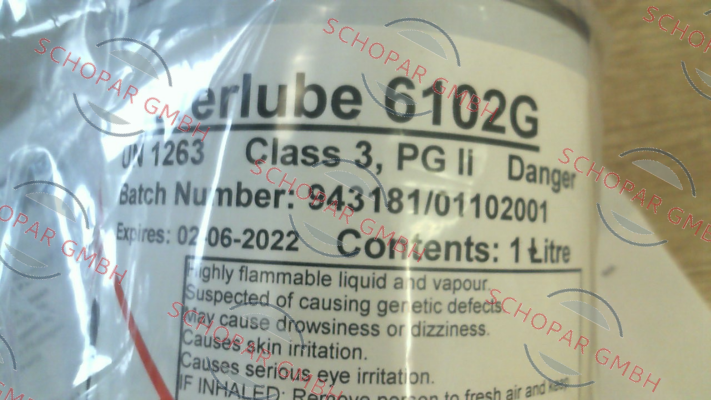 erlube 6102G
UN 1263 Class 3, PG Ii Danger
Batch Number: 943181/01102001
Expires: 02-06-2022 Contents: 1 Litre
Highly flammable liquid and vapour.
Suspected of causing genetic defects
May cause drowsiness or dizziness.
Causes skin irritation.
Causes serious eye irritation.
IF INHALED: Remove person to fresh air and keep
SCHOPAR GMBH
SCHOPAR GMBH
SCHOPAR GMBH
SCHOPAR GMBH
SCHOPAR GMBH
SCHOPAR GMBH
SCHOPAR GMBH